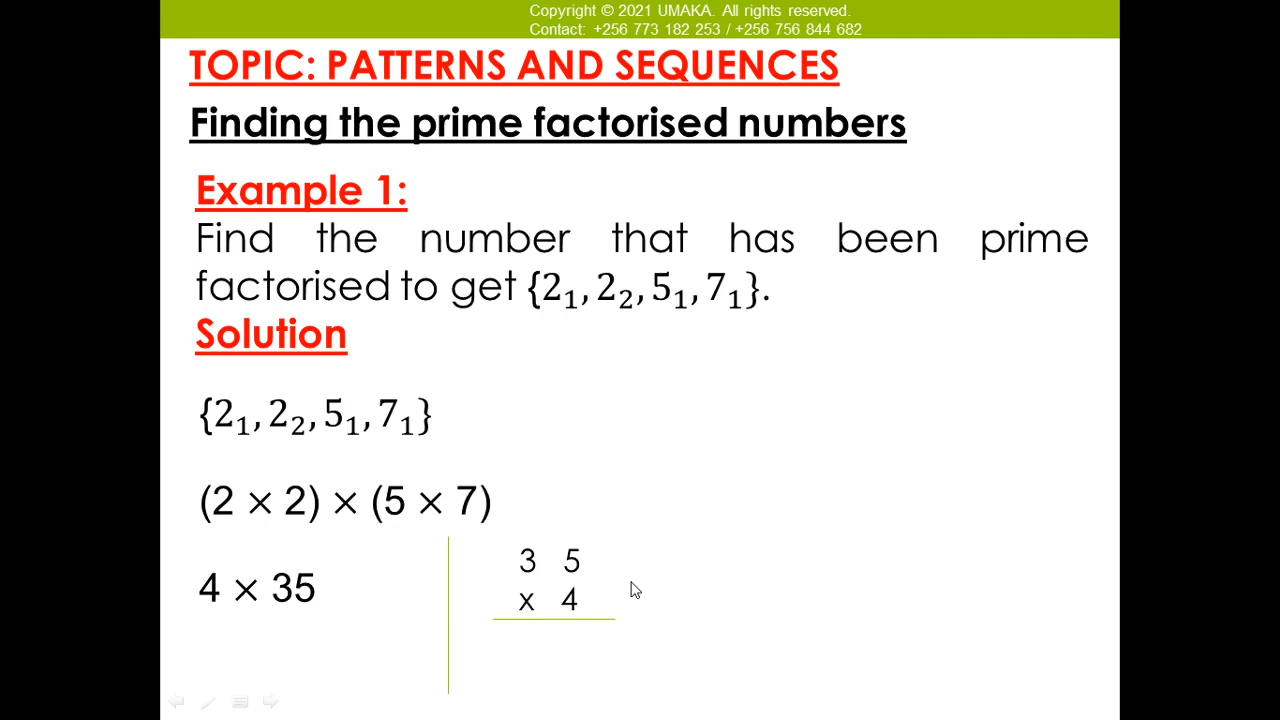 Copyright © 2021 UMAKA. All rights reserved.
Contact: +256 773 182 253 / +256 756 844 682
TOPIC: PATTERNS AND SEQUENCES
Finding the prime factorised numbers
Example 1:
Find the number that has been prime
factorised to get {2₁, 2₂, 5₁, 7₁}.
Solution
{2₁, 2₂, 5₁, 7₁}
(2 × 2) × (5 × 7)
4 × 35
3 5
x 4